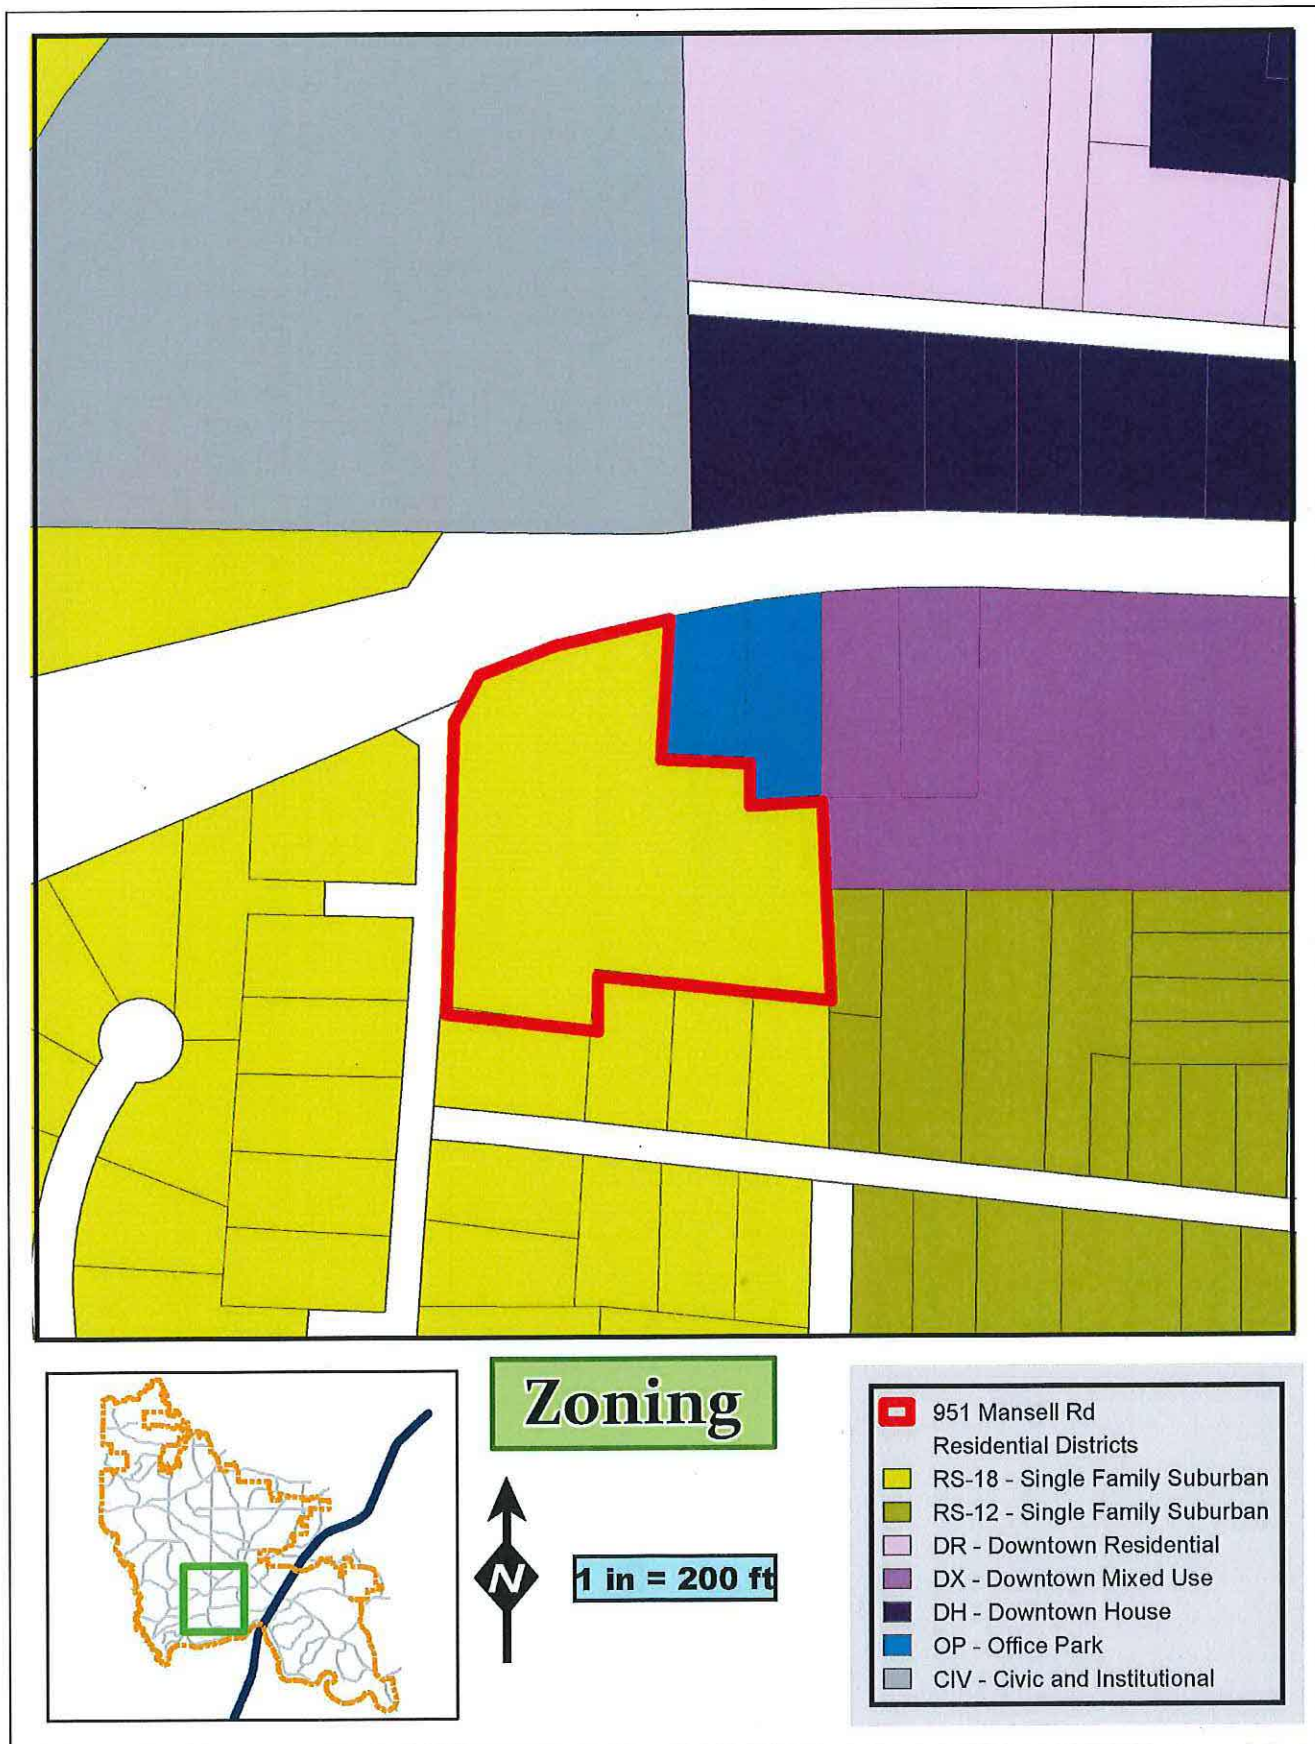 Zoning
N
1 in = 200 ft
951 Mansell Rd
Residential Districts
RS-18 - Single Family Suburban
RS-12 - Single Family Suburban
DR - Downtown Residential
DX - Downtown Mixed Use
DH - Downtown House
OP - Office Park
CIV - Civic and Institutional